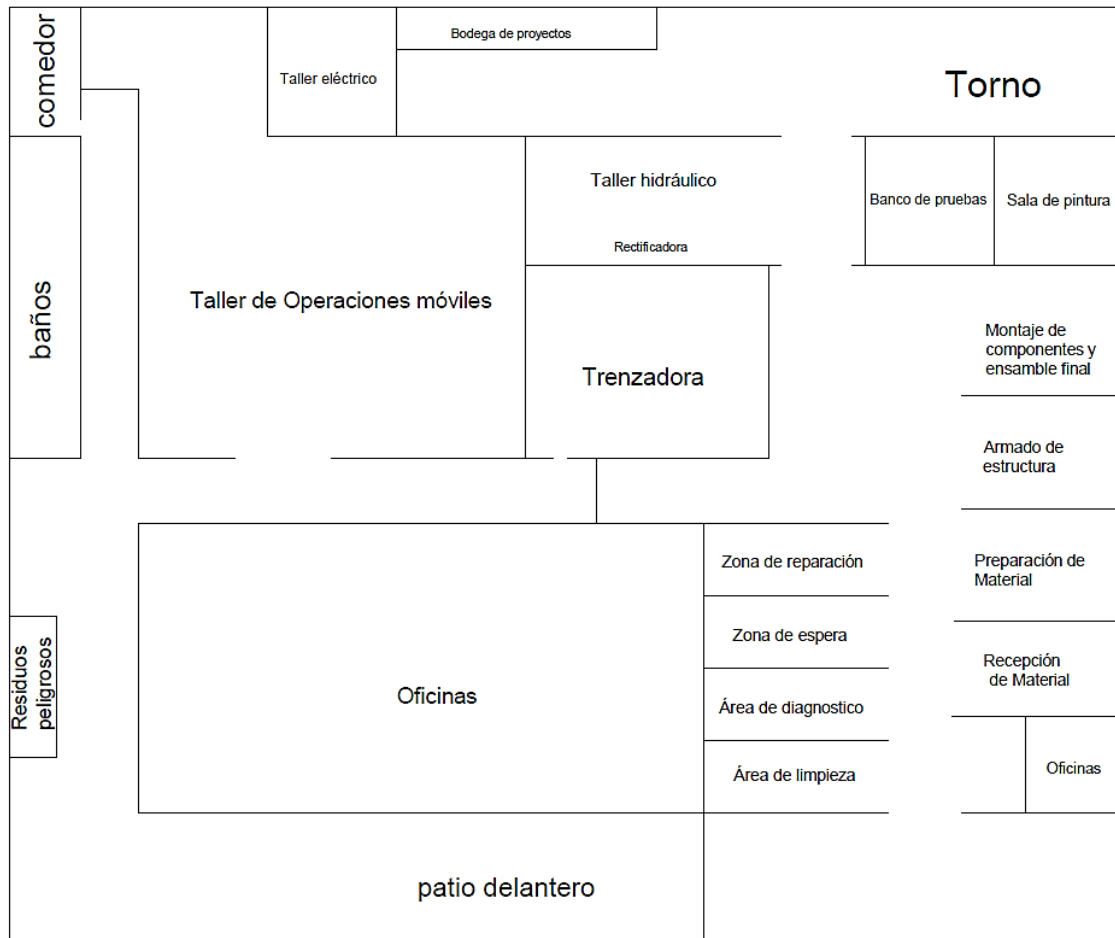 comedor
Taller eléctrico
Bodega de proyectos
Torno
Taller hidráulico
Rectificadora
Banco de pruebas
Sala de pintura
baños
Taller de Operaciones móviles
Trenzadora
Montaje de
componentes y
ensamble final
Armado de
estructura
Zona de reparación
Preparación de
Material
Zona de espera
Recepción
de Material
Residuos
peligrosos
Oficinas
Área de diagnostico
Área de limpieza
Oficinas
patio delantero